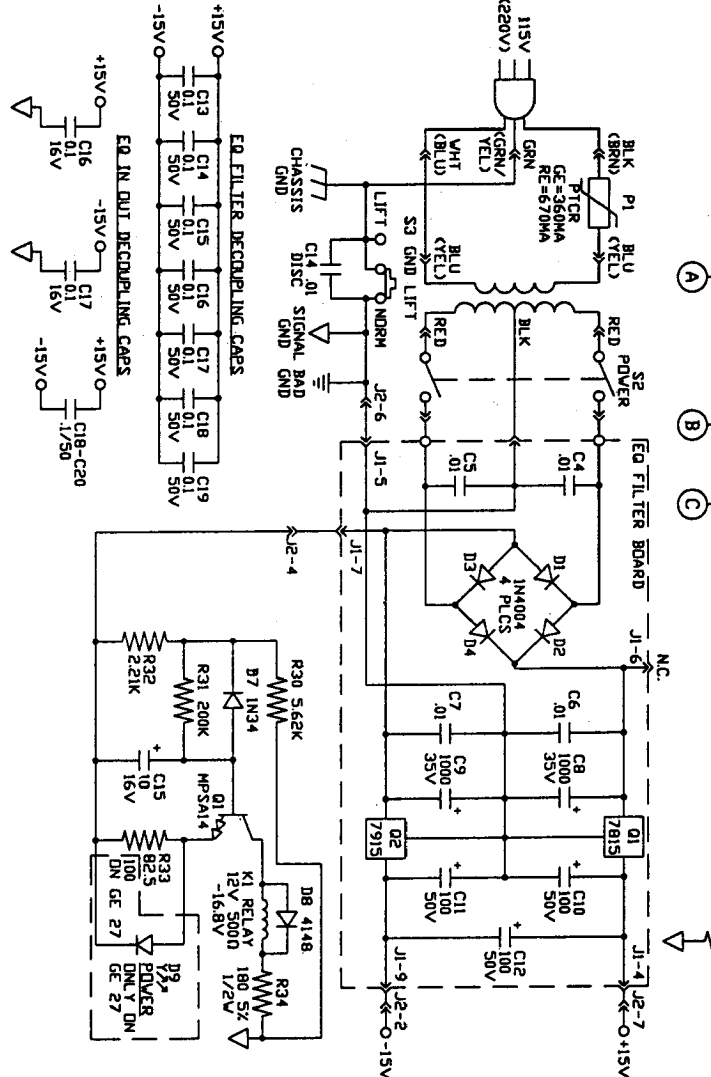 115V
(220V)
BLK
(BRN)
P1
PTCR
GE=360MA
RE=670MA
BLU
(YEL)
GRN
(GRN/
YEL)
WHT
(BLU)
BLU
(YEL)
CHASSIS
GND
LIFT
S3 GND LIFT
NORM
C14
.01
DISC
SIGNAL
GND
BAD
GND
RED
BLK
RED
S2
POWER
J2-6
J1-5
A
B
C
EQ FILTER BOARD
C4
.01
C5
.01
D1
D2
D3
D4
1N4004
4 PLCS
J1-6
N.C.
J1-7
J2-4
C6
.01
C7
.01
C8
1000
35V
C9
1000
35V
Q1
7815
Q2
7915
C10
100
50V
C11
100
50V
C12
100
50V
J1-4
J2-7
+15V
J1-9
J2-2
-15V
+15V
-15V
C13
0.1
50V
C14
0.1
50V
C15
0.1
50V
C16
0.1
50V
C17
0.1
50V
C18
0.1
50V
C19
0.1
50V
EQ FILTER DECOUPLING CAPS
+15V
C16
0.1
16V
-15V
C17
0.1
16V
+15V
-15V
C18-C20
.1/50
EQ IN OUT DECOUPLING CAPS
R30 5.62K
B7 1N34
R31 200K
R32
2.21K
C15
10
16V
Q1
MPSA14
R33
82.5
100
ON GE 27
D8 4148
K1 RELAY
12V 500Ω
-16.8V
R34
180 5%
1/2W
D9
POWER
ONLY ON
GE 27